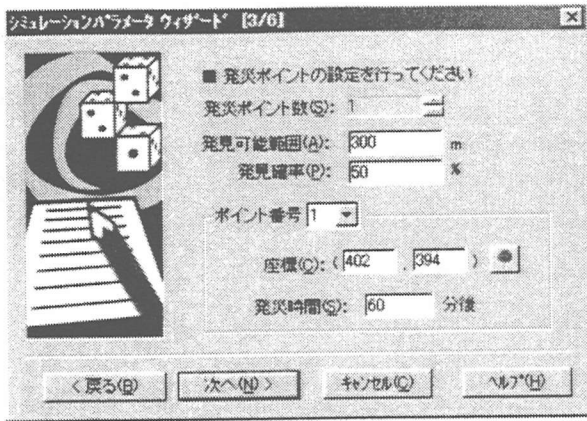 シミュレーションパラメータ ウィザード [3/6]
■ 発災ポイントの設定を行ってください
発災ポイント数(S): 1
発見可能範囲(A): 300 m
発見確率(P): 50 %
ポイント番号 1
座標(C): ( 402 , 394 )
発災時間(S): 60 分後
< 戻る(B) 次へ(N) > キャンセル(C) ヘルプ(H)